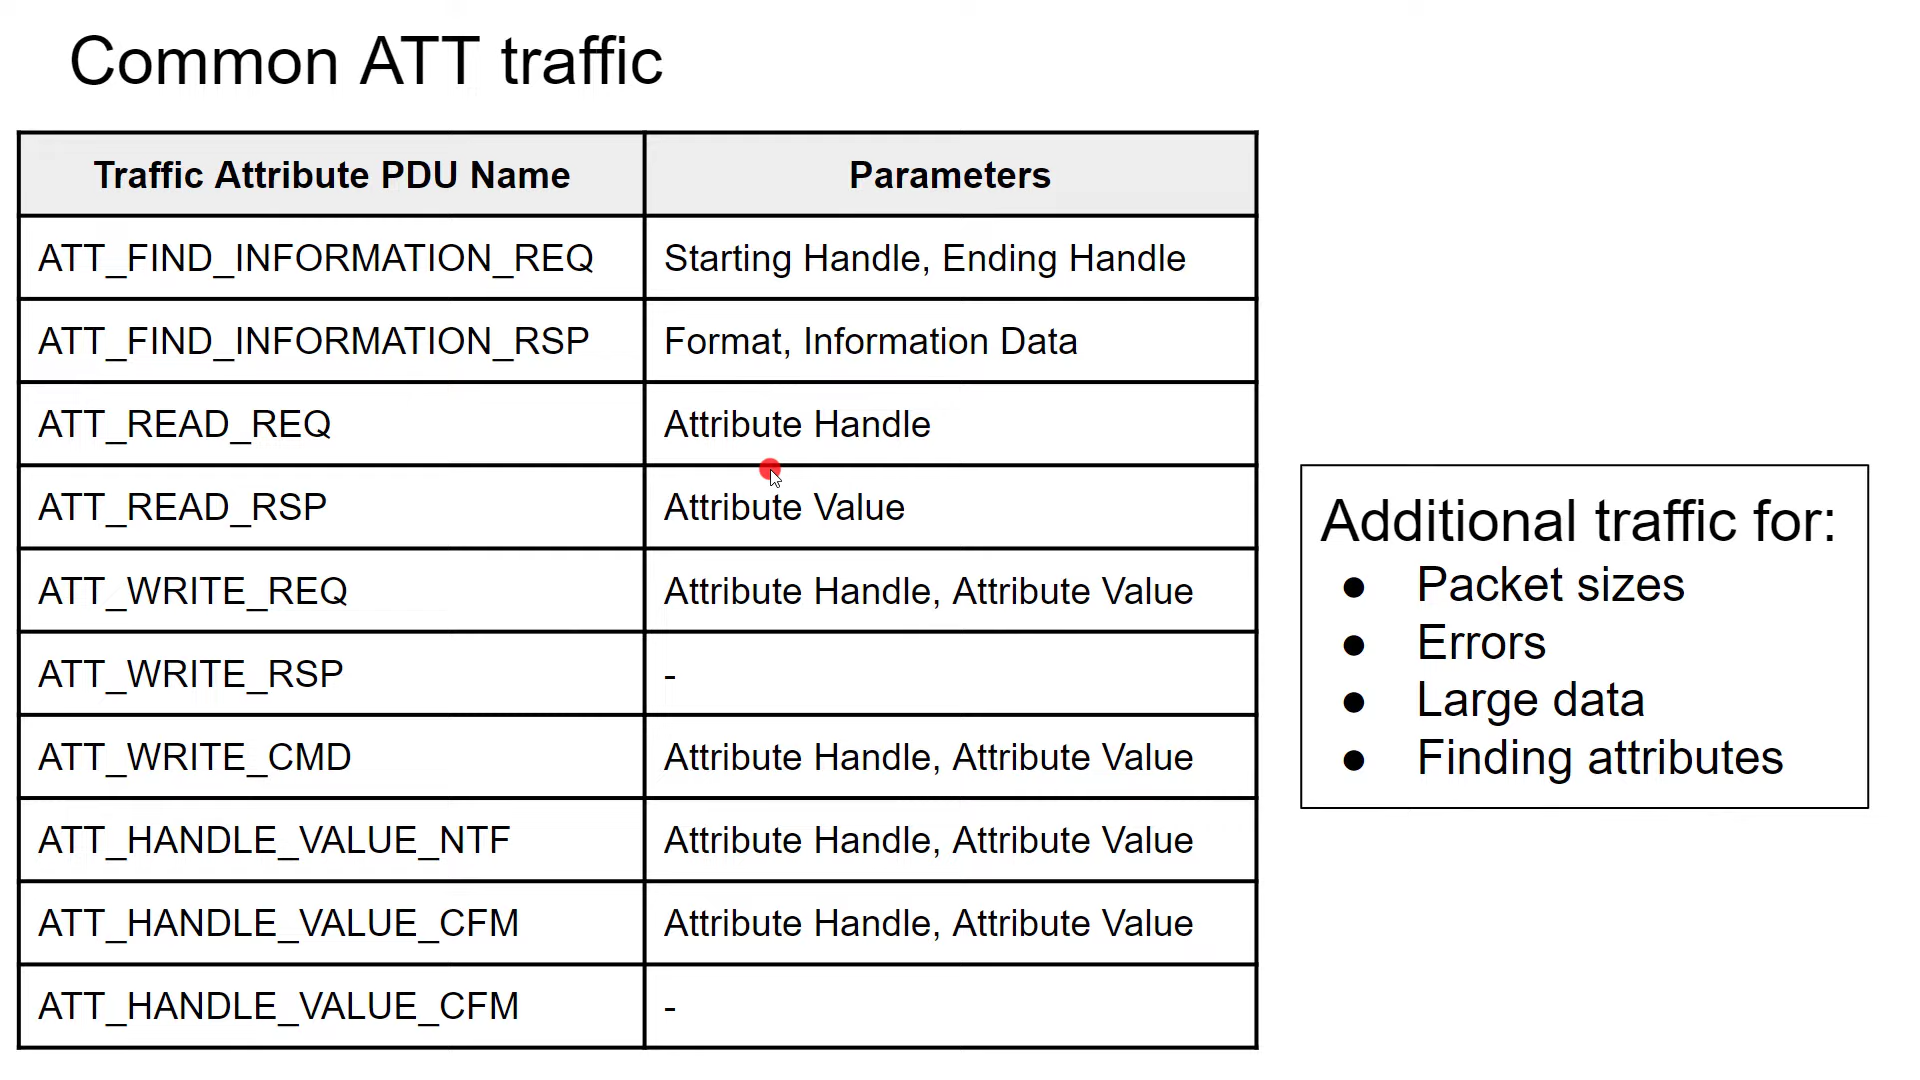 Common ATT traffic
Traffic Attribute PDU Name Parameters
ATT_FIND_INFORMATION_REQ Starting Handle, Ending Handle
ATT_FIND_INFORMATION_RSP Format, Information Data
ATT_READ_REQ Attribute Handle
ATT_READ_RSP Attribute Value
ATT_WRITE_REQ Attribute Handle, Attribute Value
ATT_WRITE_RSP -
ATT_WRITE_CMD Attribute Handle, Attribute Value
ATT_HANDLE_VALUE_NTF Attribute Handle, Attribute Value
ATT_HANDLE_VALUE_CFM Attribute Handle, Attribute Value
ATT_HANDLE_VALUE_CFM -
Additional traffic for:
● Packet sizes
● Errors
● Large data
● Finding attributes